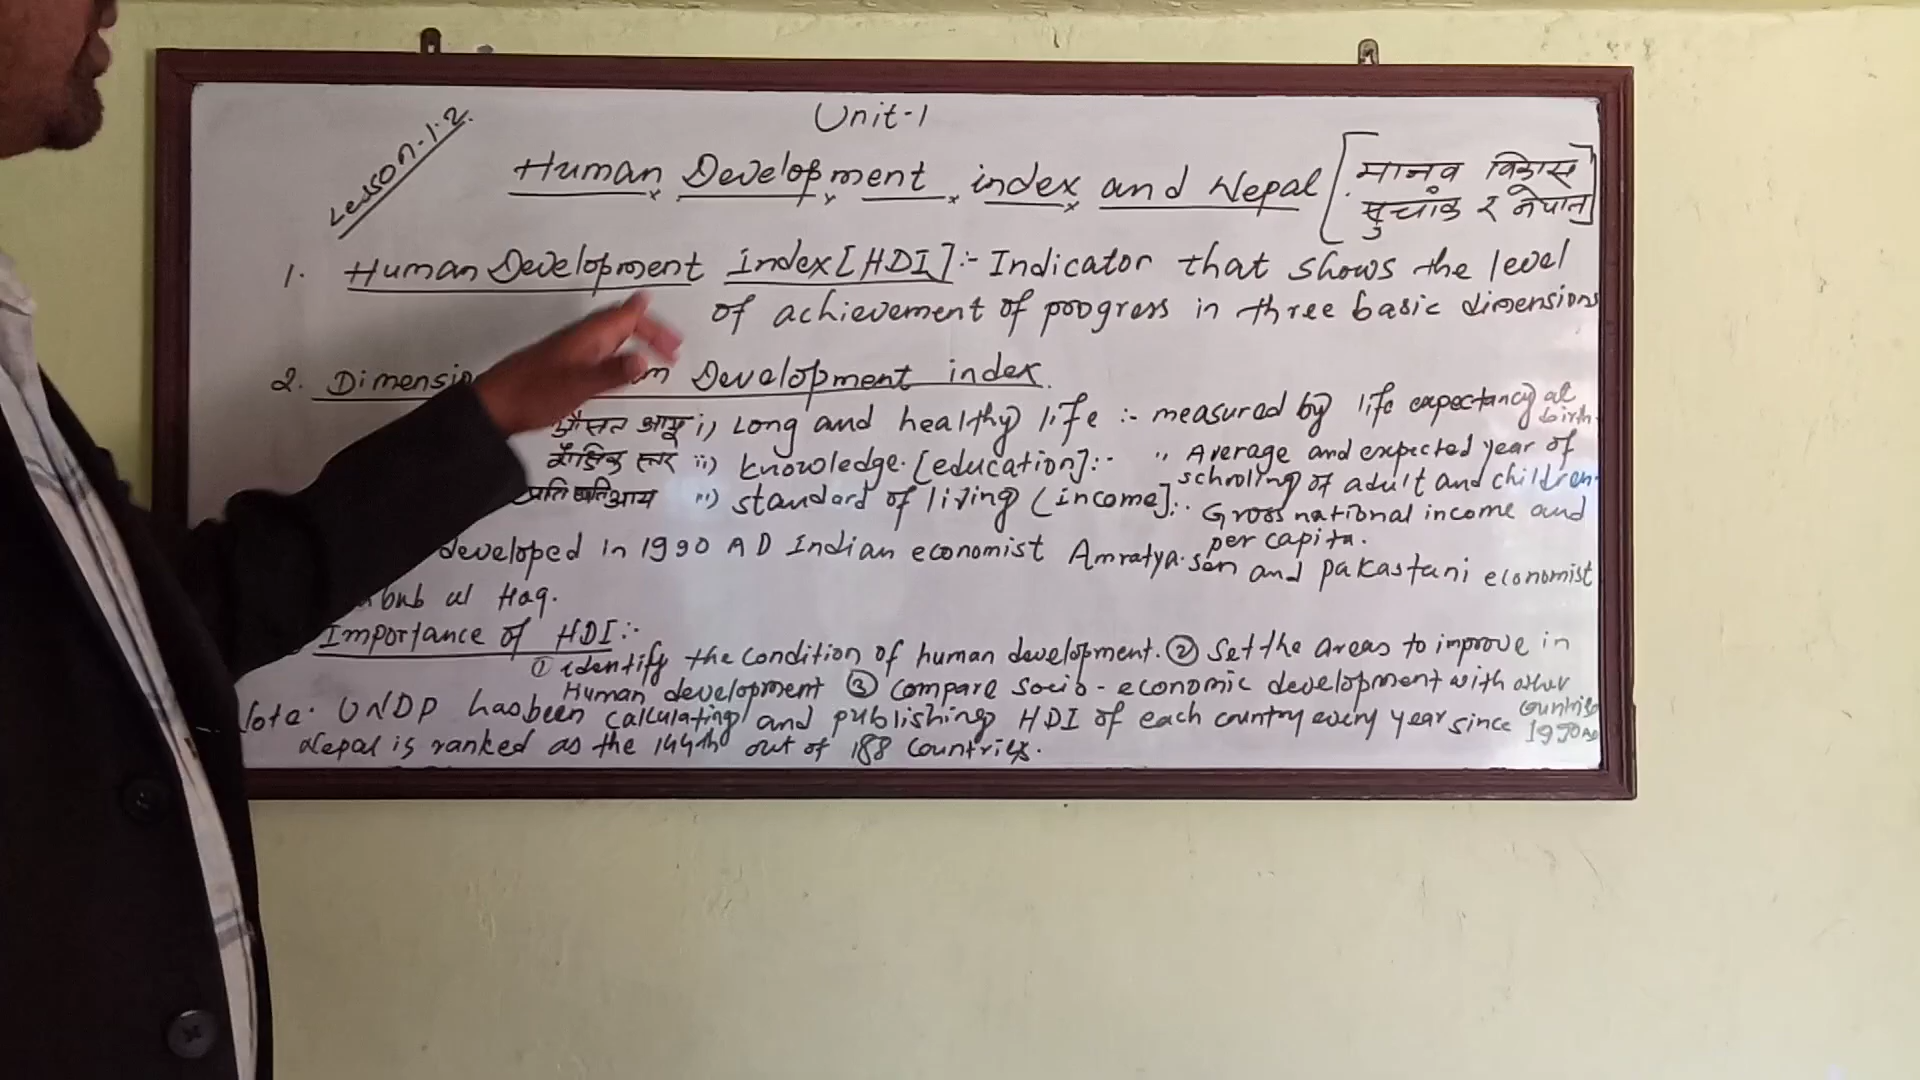 Unit-1
Lesson-1.2.
Human Development index and Nepal [मानव विकास
सुचांक र नेपाल]
1. Human Development Index [HDI]:- Indicator that shows the level
of achievement of progress in three basic dimensions
2. Development index.
औसत आयू i) Long and healthy life :- measured by life expectancy at birth.
शैक्षिक स्तर ii) knowledge. [education]:- " Average and expected year of
schooling of adult and children.
प्रति आय standard of living (income]:. Gross national income and
per capita.
developed in 1990 AD Indian economist Amratya sen and pakastani economist
bub ul Haq.
Importance of HDI:-
① identify the condition of human development. ② Set the areas to improve in
Human development ③ compare socio-economic development with other countries
Note. UNDP has been calculating and publishing HDI of each country every year since 1990 AD
Nepal is ranked as the 144th out of 188 countries.